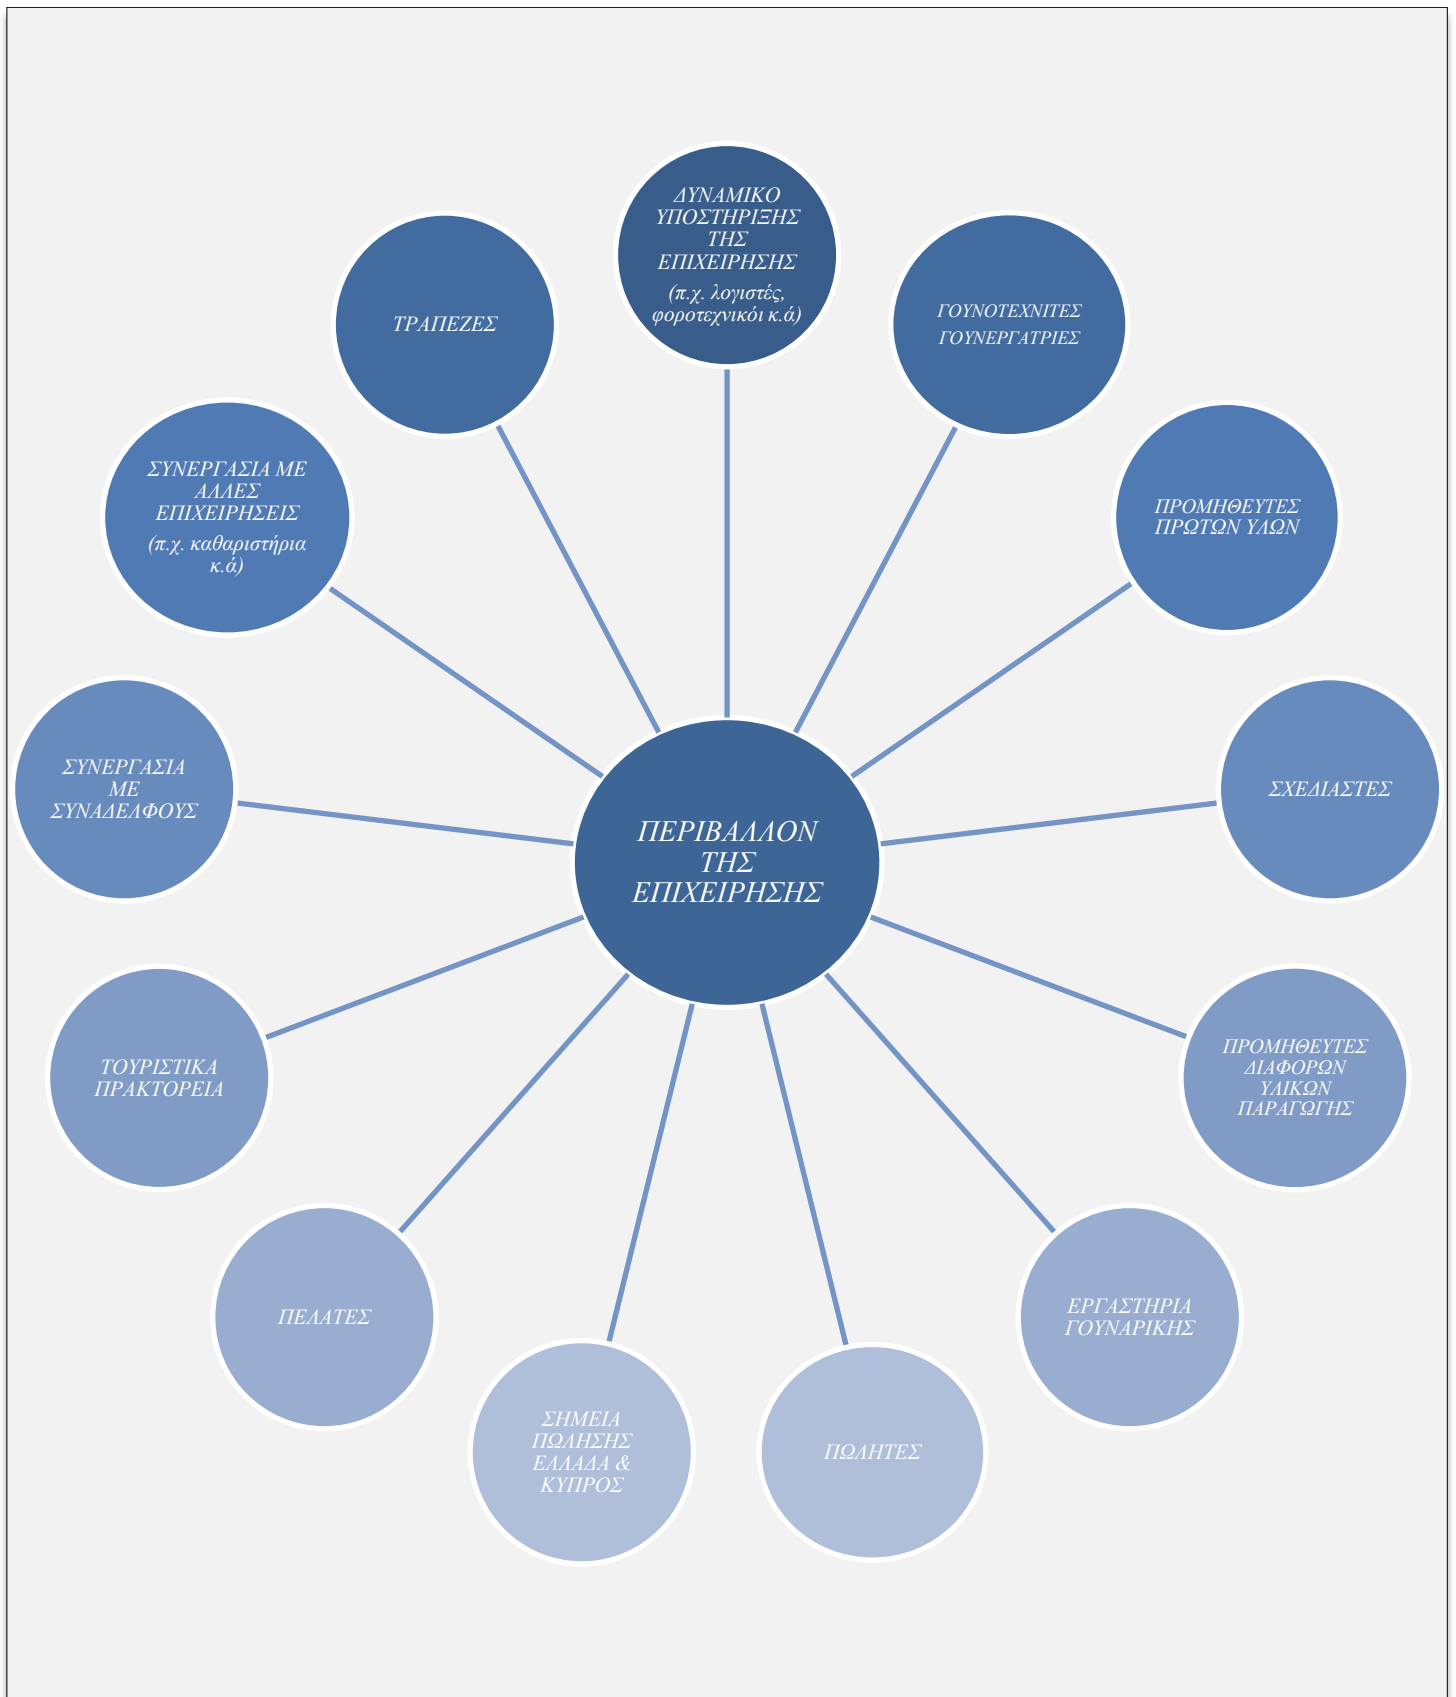 ΔΥΝΑΜΙΚΟ
ΥΠΟΣΤΗΡΙΞΗΣ
ΤΗΣ
ΕΠΙΧΕΙΡΗΣΗΣ
(π.χ. λογιστές,
φοροτεχνικόι κ.ά)
ΓΟΥΝΟΤΕΧΝΙΤΕΣ
ΓΟΥΝΕΡΓΑΤΡΙΕΣ
ΠΡΟΜΗΘΕΥΤΕΣ
ΠΡΩΤΩΝ ΥΛΩΝ
ΣΧΕΔΙΑΣΤΕΣ
ΠΡΟΜΗΘΕΥΤΕΣ
ΔΙΑΦΟΡΩΝ
ΥΛΙΚΩΝ
ΠΑΡΑΓΩΓΗΣ
ΕΡΓΑΣΤΗΡΙΑ
ΓΟΥΝΑΡΙΚΗΣ
ΠΩΛΗΤΕΣ
ΣΗΜΕΙΑ
ΠΩΛΗΣΗΣ
ΕΛΛΑΔΑ &
ΚΥΠΡΟΣ
ΠΕΛΑΤΕΣ
ΤΟΥΡΙΣΤΙΚΑ
ΠΡΑΚΤΟΡΕΙΑ
ΣΥΝΕΡΓΑΣΙΑ
ΜΕ
ΣΥΝΑΔΕΛΦΟΥΣ
ΣΥΝΕΡΓΑΣΙΑ ΜΕ
ΑΛΛΕΣ
ΕΠΙΧΕΙΡΗΣΕΙΣ
(π.χ. καθαριστήρια
κ.ά)
ΤΡΑΠΕΖΕΣ
ΠΕΡΙΒΑΛΛΟΝ
ΤΗΣ
ΕΠΙΧΕΙΡΗΣΗΣ